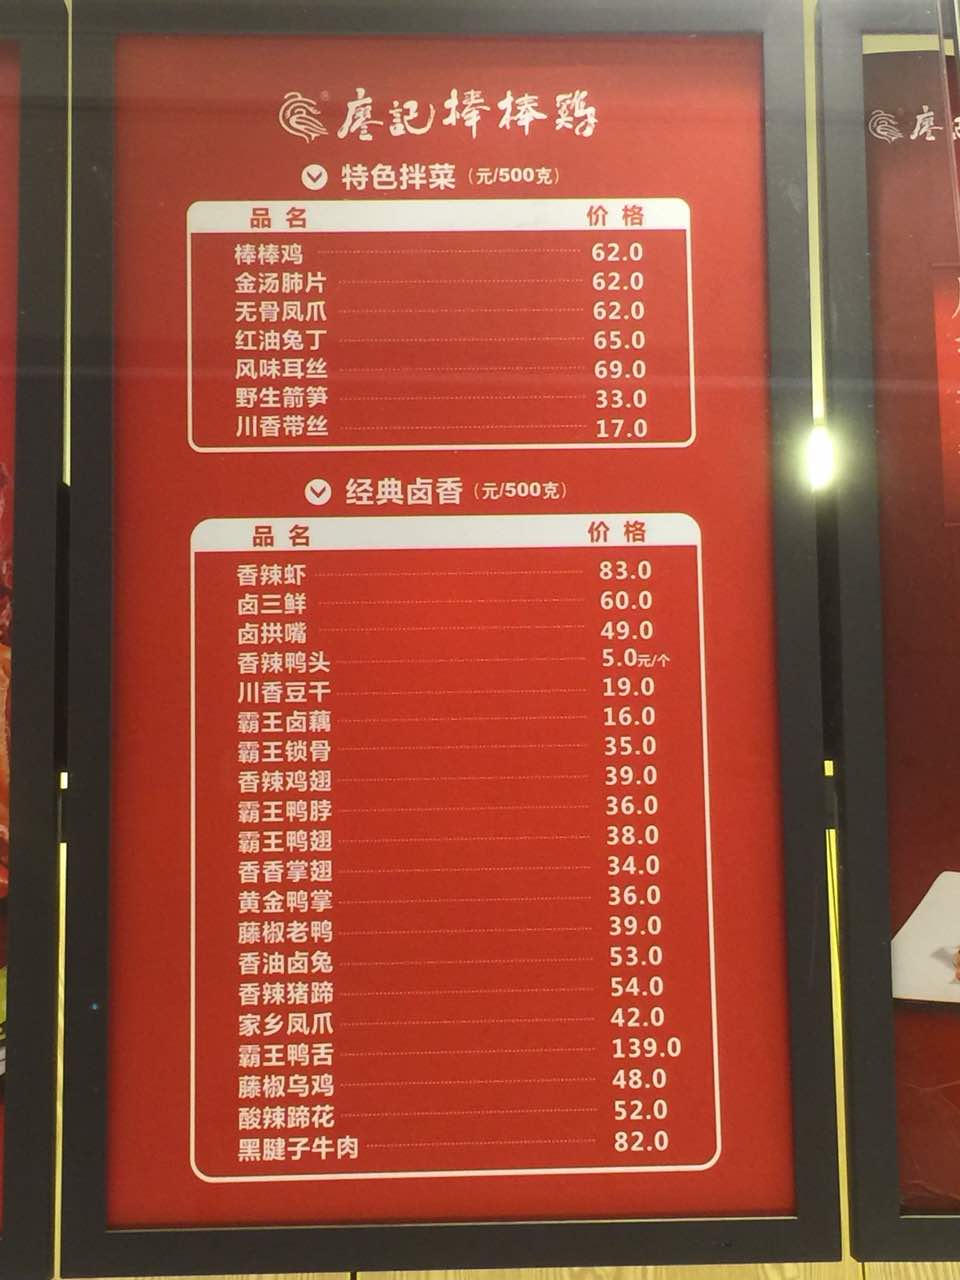 廖記棒棒鷄
特色拌菜（元/500克）
品名 价格
棒棒鸡 62.0
金汤肺片 62.0
无骨凤爪 62.0
红油兔丁 65.0
风味耳丝 69.0
野生箭笋 33.0
川香带丝 17.0
经典卤香（元/500克）
品名 价格
香辣虾 83.0
卤三鲜 60.0
卤拱嘴 49.0
香辣鸭头 5.0元/个
川香豆干 19.0
霸王卤藕 16.0
霸王锁骨 35.0
香辣鸡翅 39.0
霸王鸭脖 36.0
霸王鸭翅 38.0
香香掌翅 34.0
黄金鸭掌 36.0
藤椒老鸭 39.0
香油卤兔 53.0
香辣猪蹄 54.0
家乡凤爪 42.0
霸王鸭舌 139.0
藤椒乌鸡 48.0
酸辣蹄花 52.0
黑腱子牛肉 82.0
廖